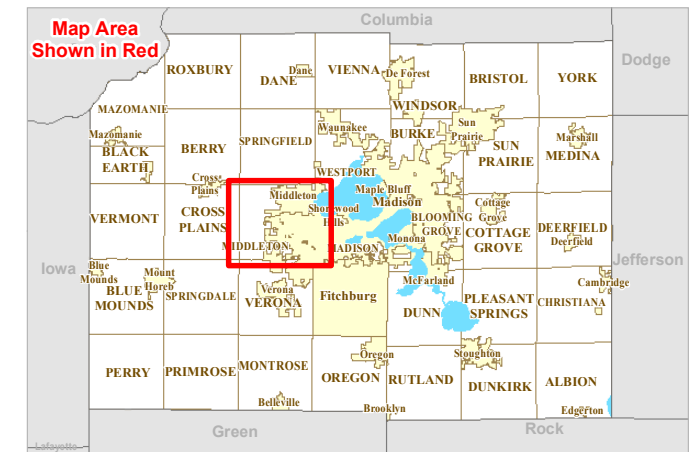 Columbia
Map Area
Shown in Red
Dodge
ROXBURY
DANE
Dane
VIENNA
De Forest
BRISTOL
YORK
WINDSOR
MAZOMANIE
Mazomanie
BLACK
EARTH
BERRY
SPRINGFIELD
Waunakee
BURKE
Sun
Prairie
SUN
PRAIRIE
Marshall
MEDINA
Cross
Plains
WESTPORT
Middleton
Maple Bluff
Madison
Shorewood
Hills
VERMONT
CROSS
PLAINS
MIDDLETON
MADISON
Monona
BLOOMING
GROVE
Cottage
Grove
COTTAGE
GROVE
DEERFIELD
Deerfield
Iowa
Jefferson
Blue
Mounds
BLUE
MOUNDS
Mount
Horeb
SPRINGDALE
Verona
VERONA
Fitchburg
McFarland
DUNN
PLEASANT
SPRINGS
CHRISTIANA
Cambridge
PERRY
PRIMROSE
MONTROSE
Oregon
OREGON
RUTLAND
Stoughton
DUNKIRK
ALBION
Belleville
Brooklyn
Edgerton
Lafayette
Green
Rock